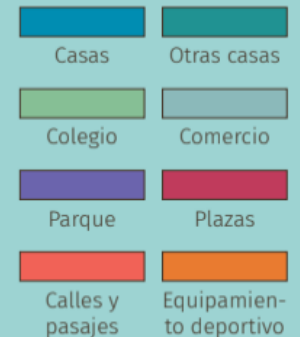 Casas
Otras casas
Colegio
Comercio
Parque
Plazas
Calles y
pasajes
Equipamien-
to deportivo